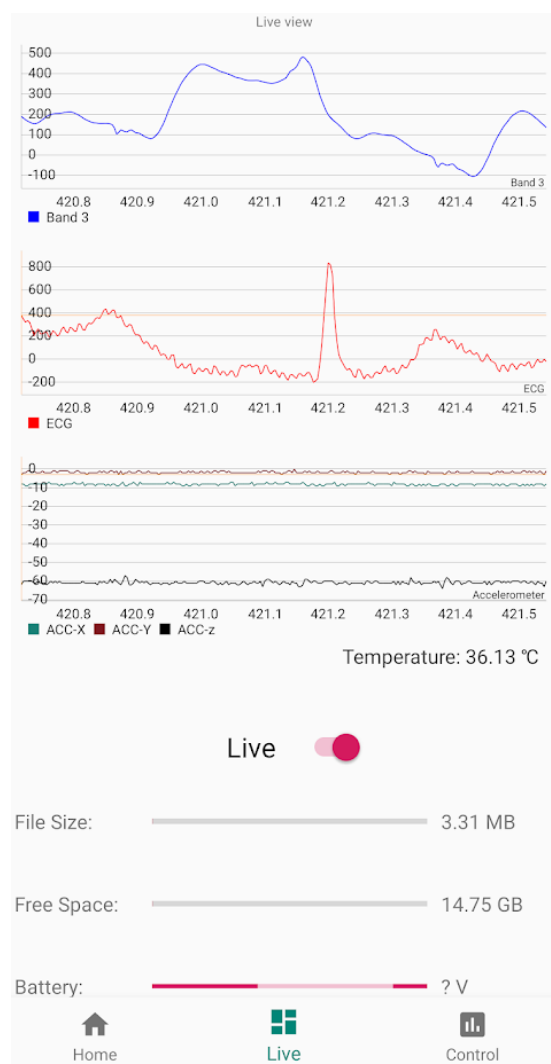 Live view
500
400
300
200
100
0
-100
Band 3
420.8 420.9 421.0 421.1 421.2 421.3 421.4 421.5
Band 3
800
600
400
200
0
-200
ECG
420.8 420.9 421.0 421.1 421.2 421.3 421.4 421.5
ECG
0
-10
-20
-30
-40
-50
-60
-70
Accelerometer
420.8 420.9 421.0 421.1 421.2 421.3 421.4 421.5
ACC-X ACC-Y ACC-z
Temperature: 36.13 °C
Live
File Size: 3.31 MB
Free Space: 14.75 GB
Battery: ? V
Home Live Control